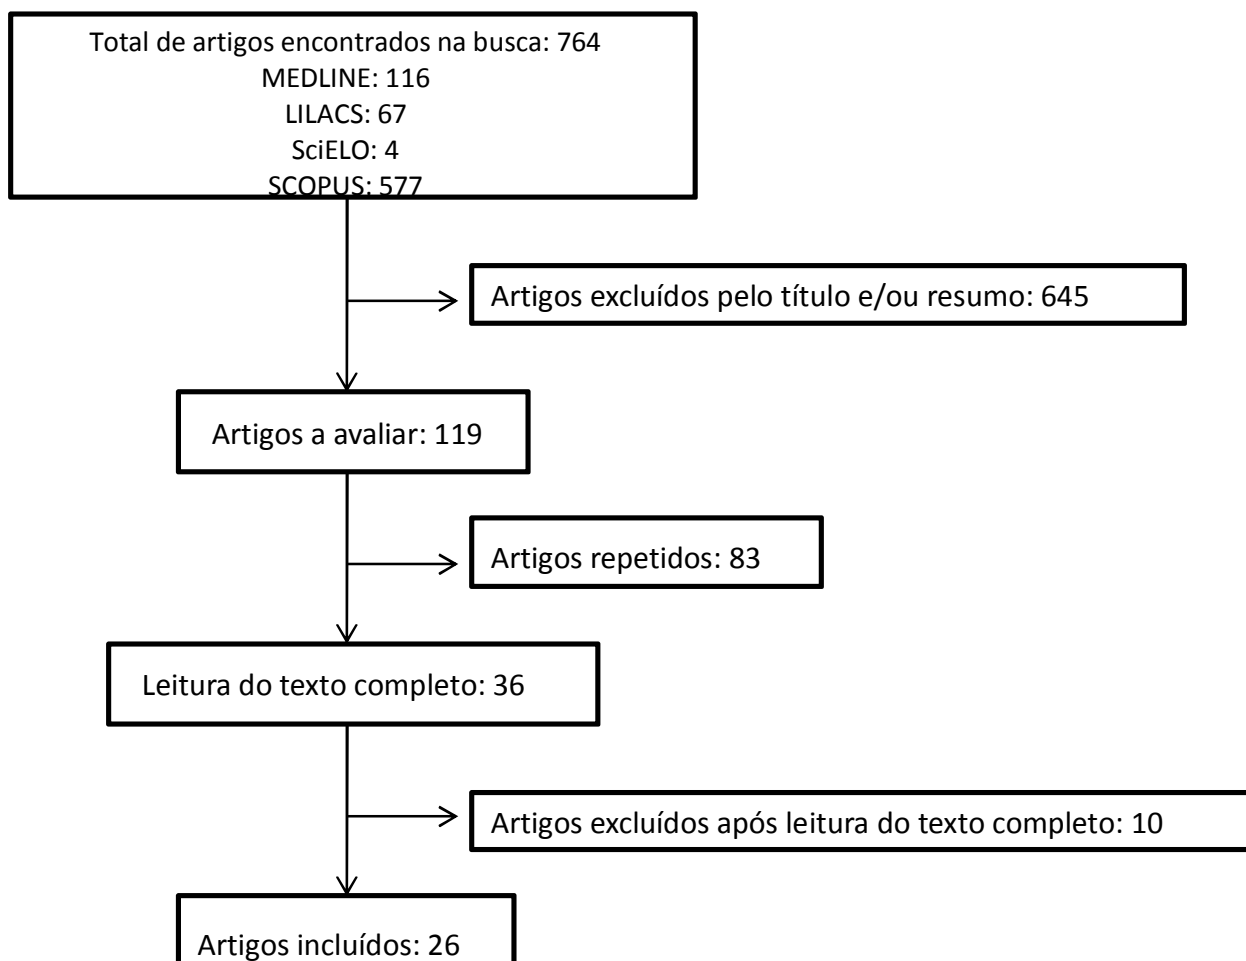 Total de artigos encontrados na busca: 764
MEDLINE: 116
LILACS: 67
SciELO: 4
SCOPUS: 577
Artigos excluídos pelo título e/ou resumo: 645
Artigos a avaliar: 119
Artigos repetidos: 83
Leitura do texto completo: 36
Artigos excluídos após leitura do texto completo: 10
Artigos incluídos: 26